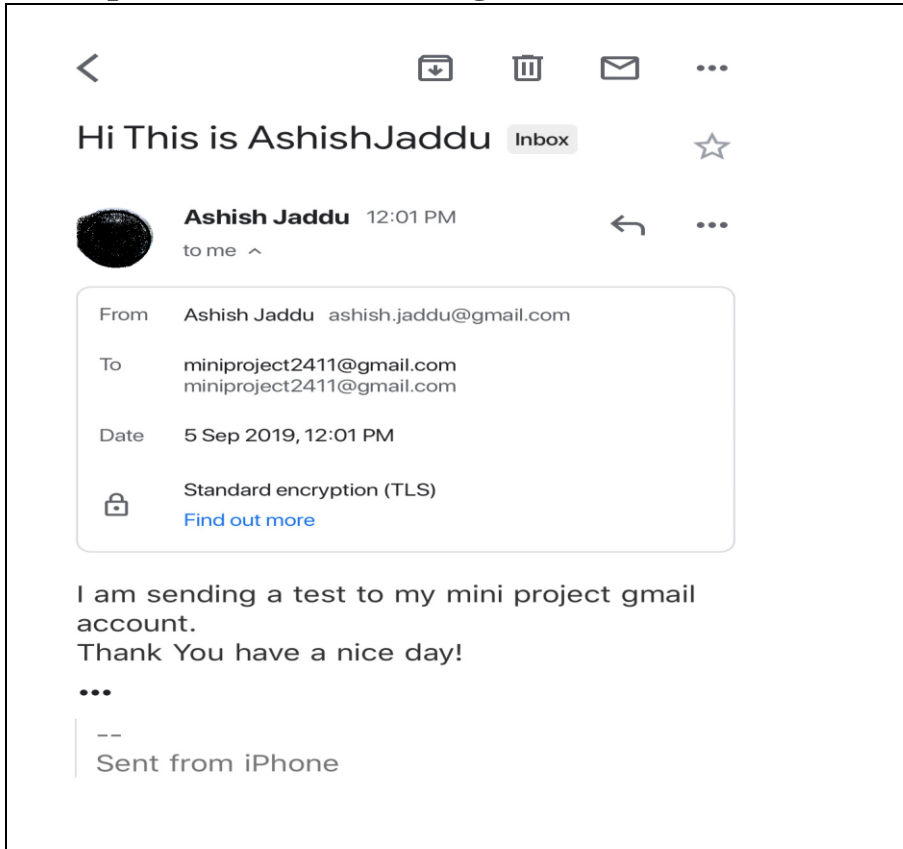 Hi This is AshishJaddu Inbox
Ashish Jaddu 12:01 PM
to me
From Ashish Jaddu ashish.jaddu@gmail.com
To miniproject2411@gmail.com
miniproject2411@gmail.com
Date 5 Sep 2019, 12:01 PM
Standard encryption (TLS)
Find out more
I am sending a test to my mini project gmail
account.
Thank You have a nice day!
•••
--
Sent from iPhone